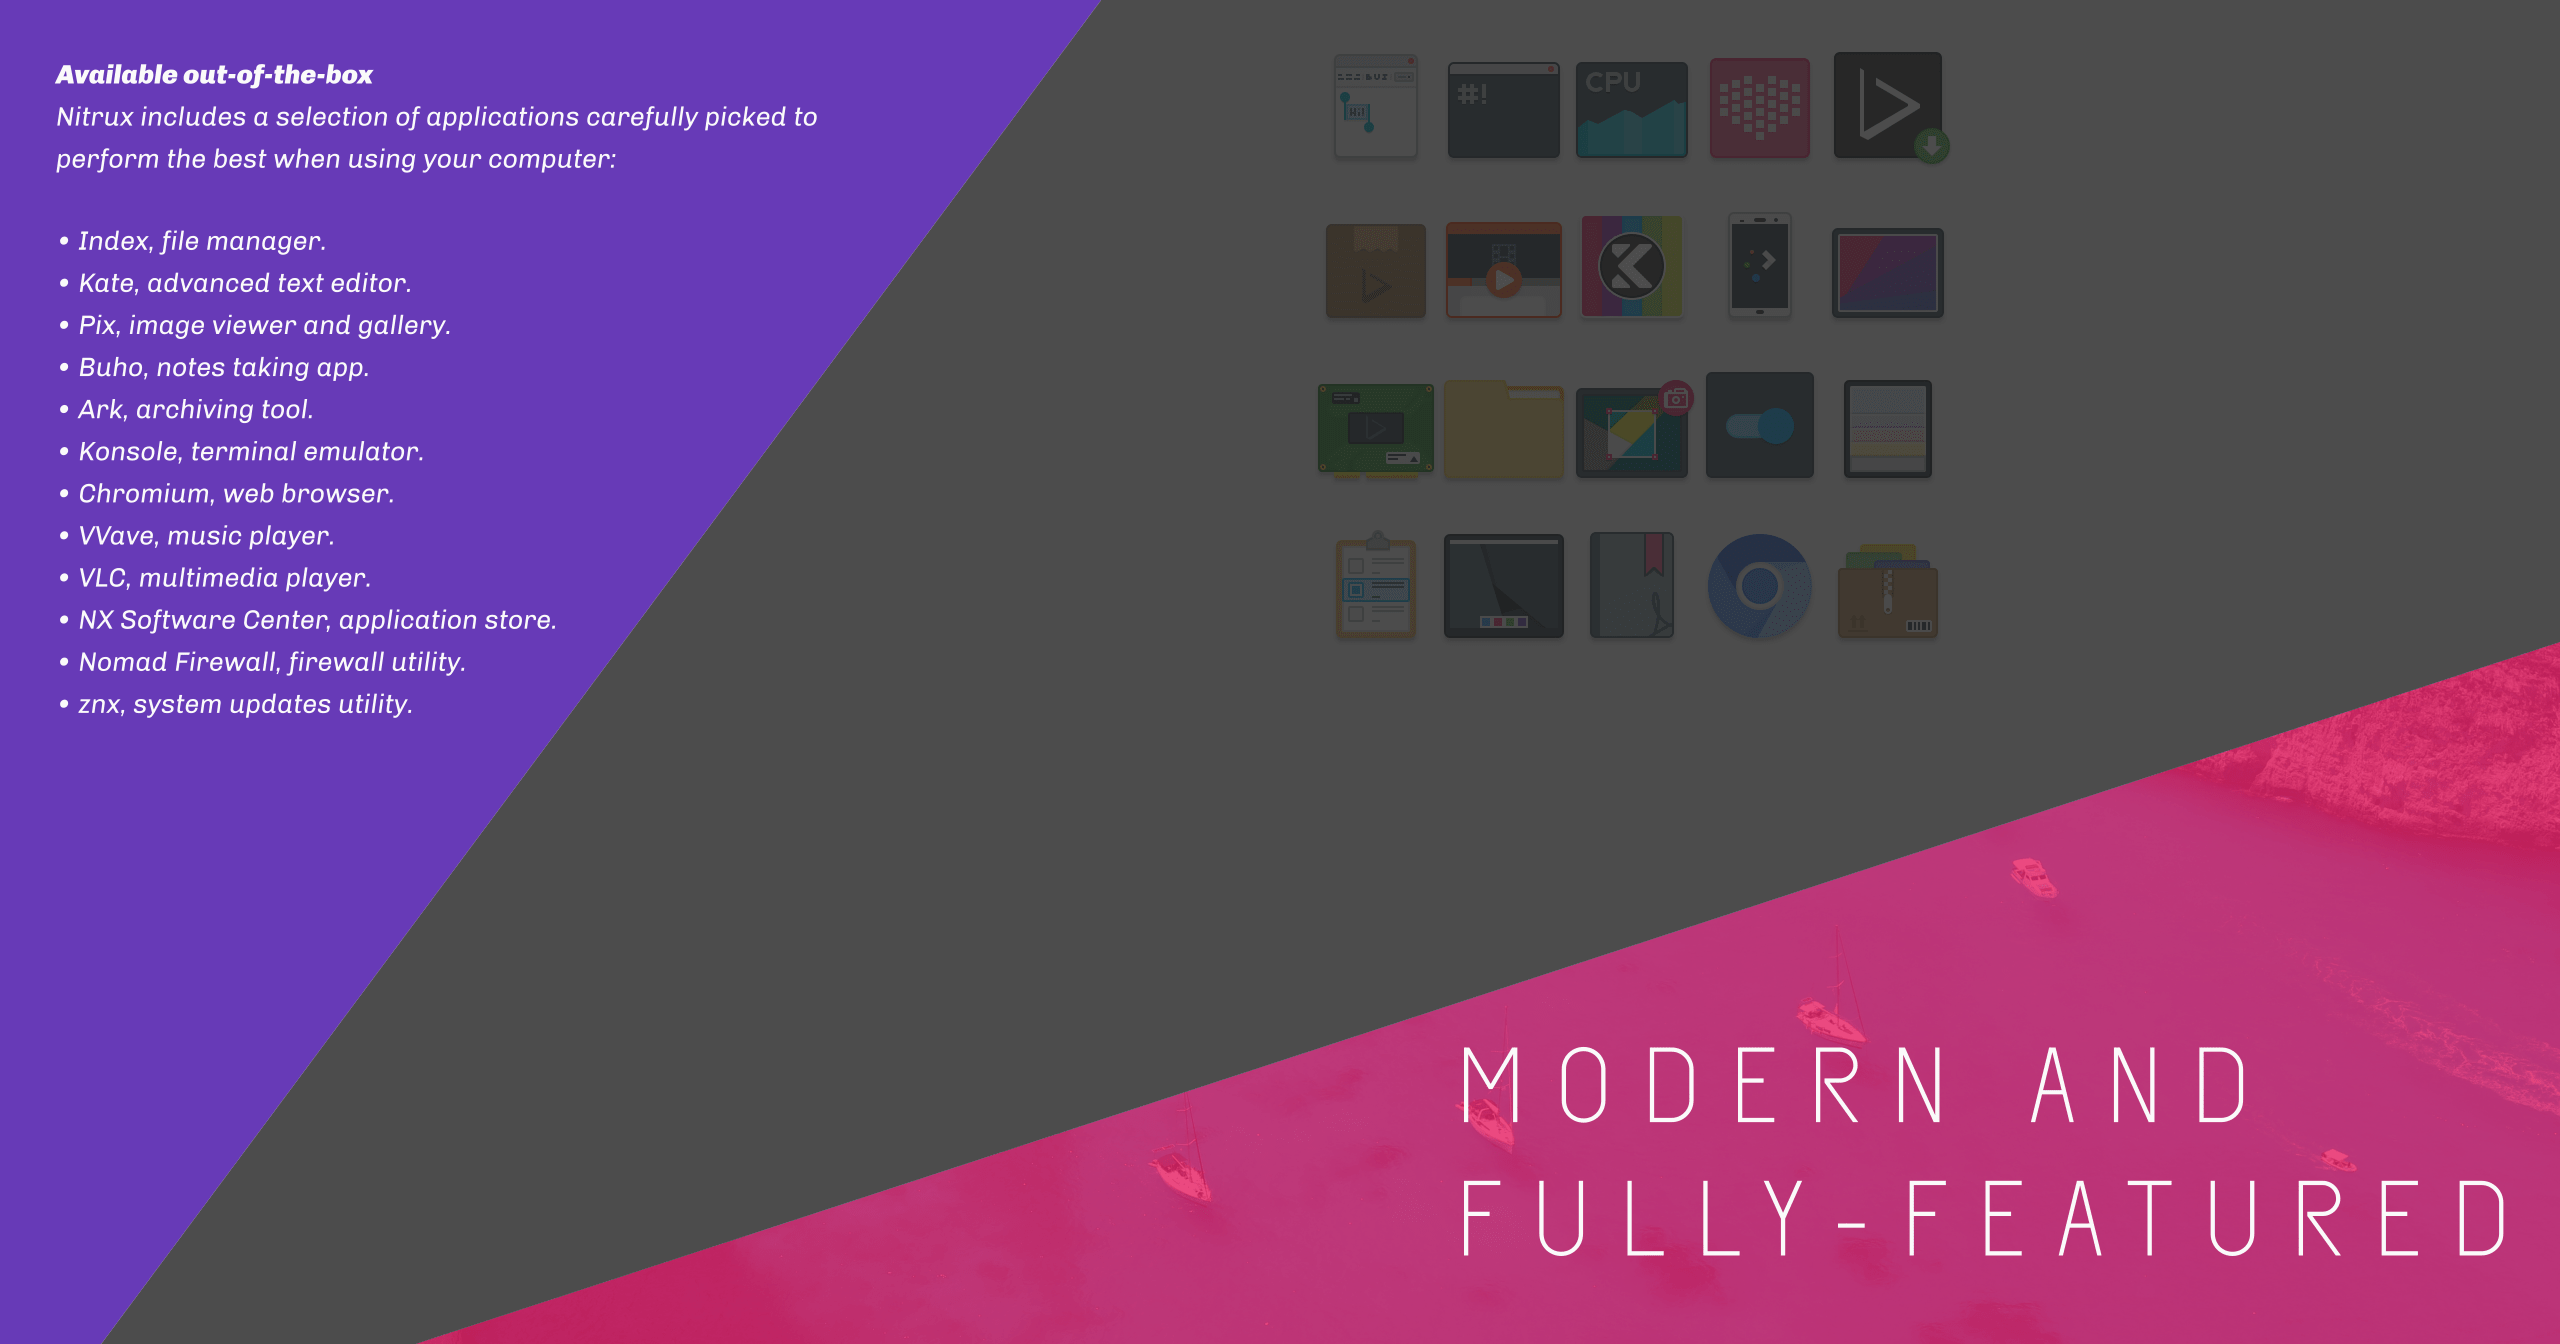 Available out-of-the-box
Nitrux includes a selection of applications carefully picked to
perform the best when using your computer:
• Index, file manager.
• Kate, advanced text editor.
• Pix, image viewer and gallery.
• Buho, notes taking app.
• Ark, archiving tool.
• Konsole, terminal emulator.
• Chromium, web browser.
• VVave, music player.
• VLC, multimedia player.
• NX Software Center, application store.
• Nomad Firewall, firewall utility.
• znx, system updates utility.
#!
CPU
MODERN AND
FULLY-FEATURED